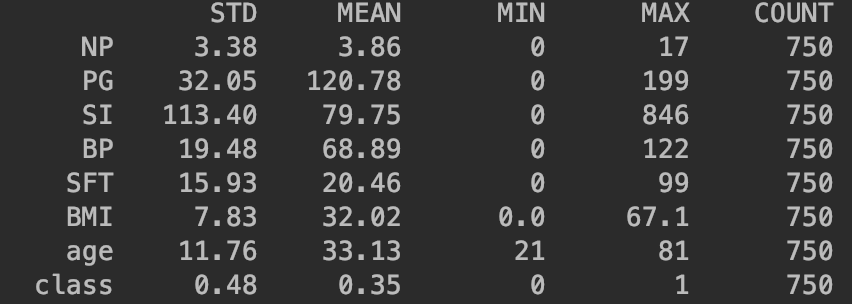 STD MEAN MIN MAX COUNT
NP 3.38 3.86 0 17 750
PG 32.05 120.78 0 199 750
SI 113.40 79.75 0 846 750
BP 19.48 68.89 0 122 750
SFT 15.93 20.46 0 99 750
BMI 7.83 32.02 0.0 67.1 750
age 11.76 33.13 21 81 750
class 0.48 0.35 0 1 750